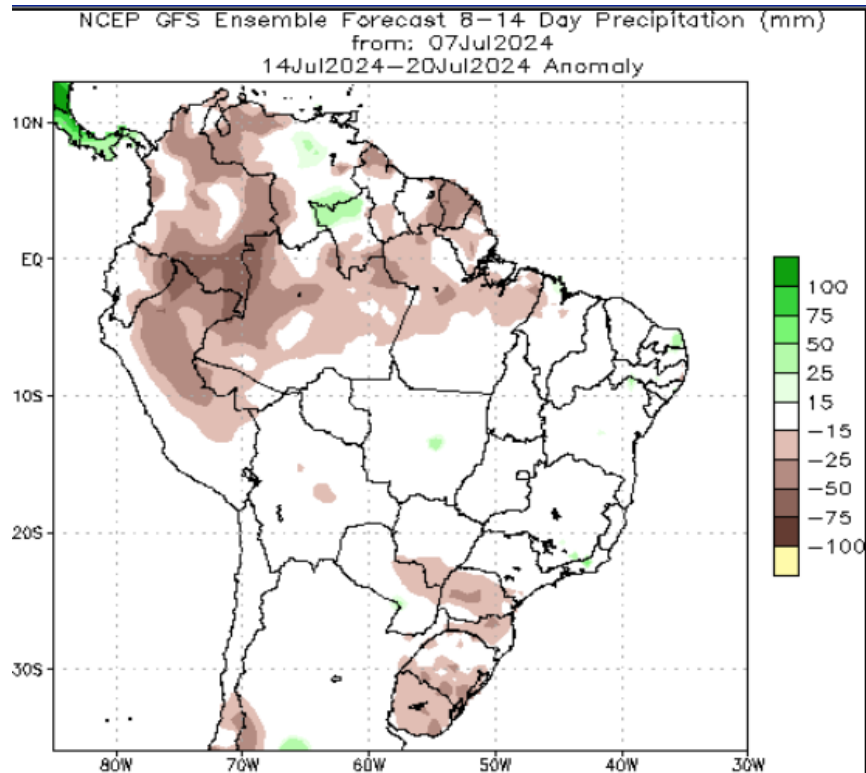 NCEP GFS Ensemble Forecast 8-14 Day Precipitation (mm)
from: 07Jul2024
14Jul2024-20Jul2024 Anomaly
10N
EQ
10S
20S
30S
80W
70W
60W
50W
40W
30W
100
75
50
25
15
-15
-25
-50
-75
-100